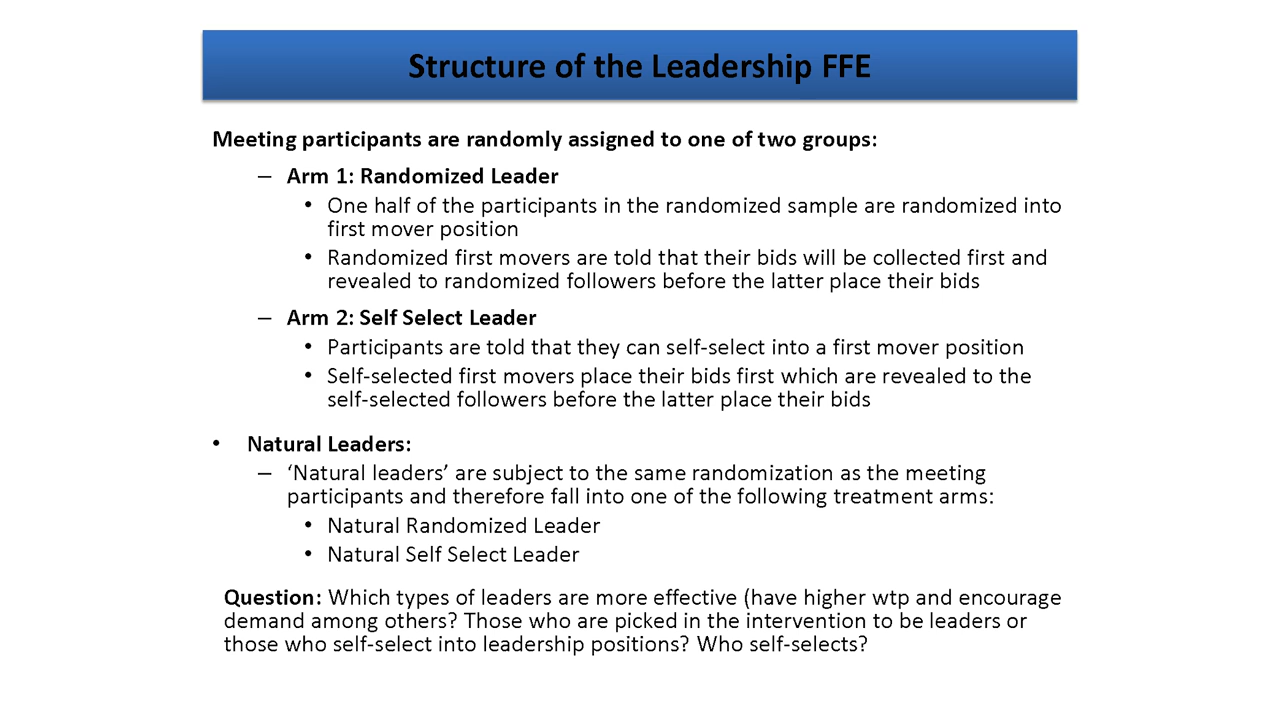 Structure of the Leadership FFE
Meeting participants are randomly assigned to one of two groups:
– Arm 1: Randomized Leader
• One half of the participants in the randomized sample are randomized into
first mover position
• Randomized first movers are told that their bids will be collected first and
revealed to randomized followers before the latter place their bids
– Arm 2: Self Select Leader
• Participants are told that they can self-select into a first mover position
• Self-selected first movers place their bids first which are revealed to the
self-selected followers before the latter place their bids
• Natural Leaders:
– ‘Natural leaders’ are subject to the same randomization as the meeting
participants and therefore fall into one of the following treatment arms:
• Natural Randomized Leader
• Natural Self Select Leader
Question: Which types of leaders are more effective (have higher wtp and encourage
demand among others? Those who are picked in the intervention to be leaders or
those who self-select into leadership positions? Who self-selects?